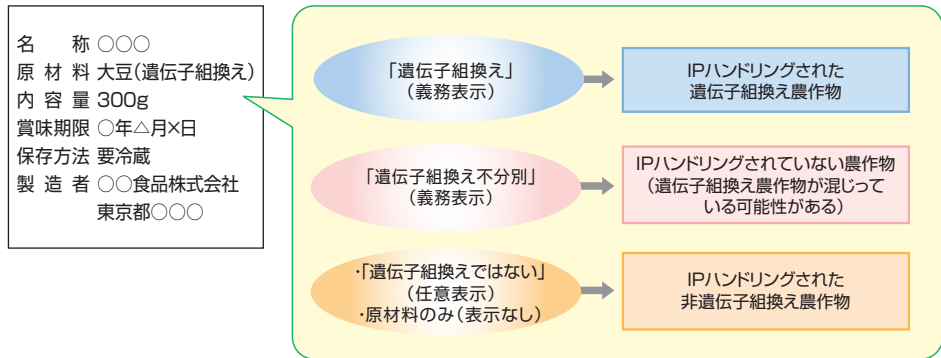 名　　称 ○○○
原 材 料 大豆（遺伝子組換え）
内 容 量 300g
賞味期限 ○年△月×日
保存方法 要冷蔵
製 造 者 ○○食品株式会社
東京都○○○
「遺伝子組換え」
（義務表示）
IPハンドリングされた
遺伝子組換え農作物
「遺伝子組換え不分別」
（義務表示）
IPハンドリングされていない農作物
（遺伝子組換え農作物が混じって
いる可能性がある）
・「遺伝子組換えではない」
（任意表示）
・原材料のみ（表示なし）
IPハンドリングされた
非遺伝子組換え農作物